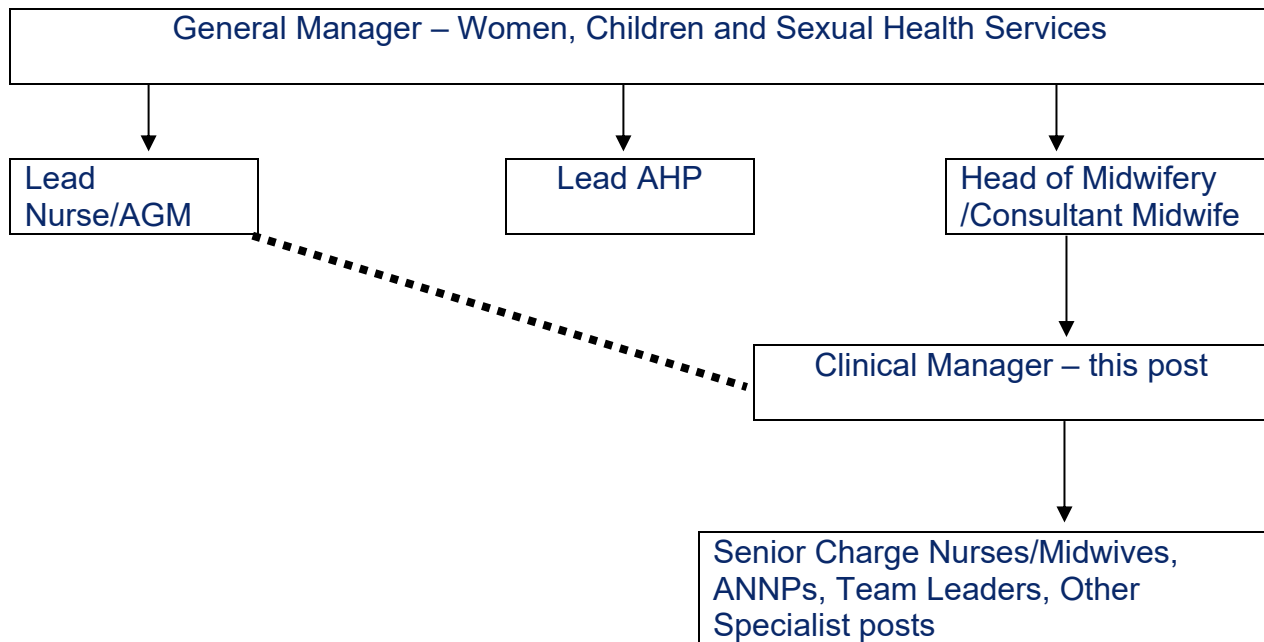 General Manager – Women, Children and Sexual Health Services
Lead
Nurse/AGM
Lead AHP
Head of Midwifery
/Consultant Midwife
Clinical Manager – this post
Senior Charge Nurses/Midwives,
ANNPs, Team Leaders, Other
Specialist posts